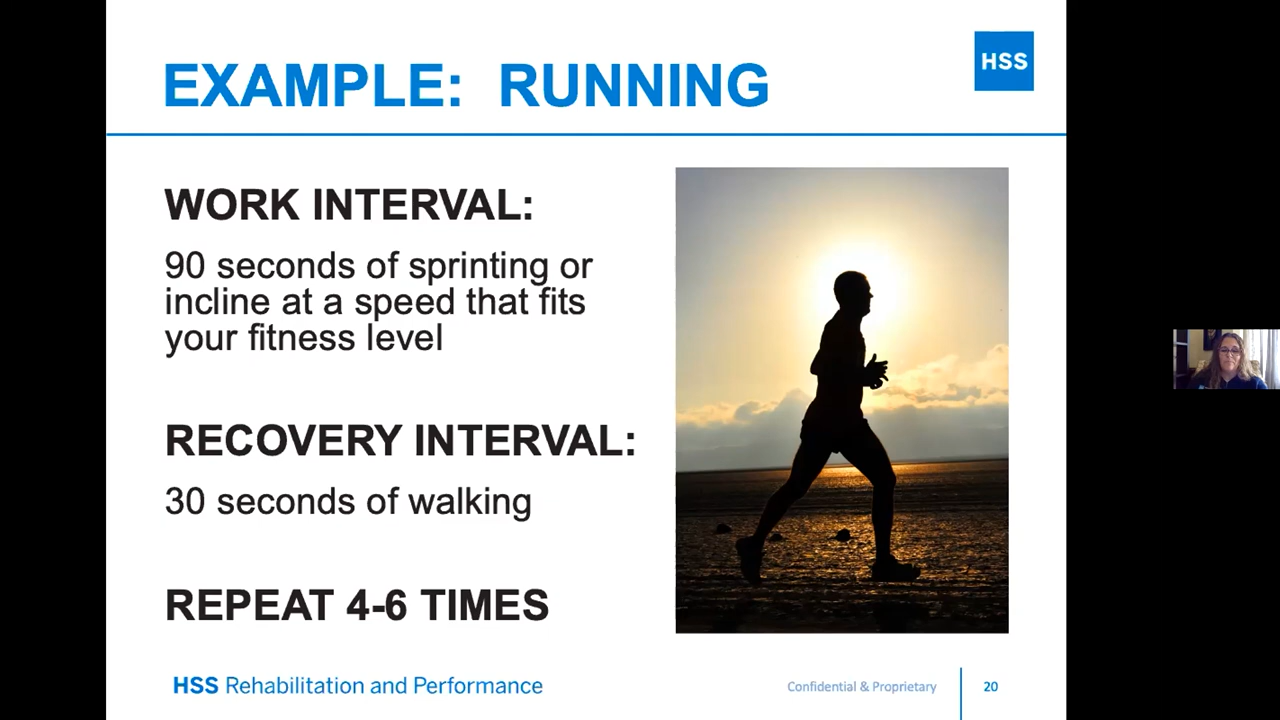 EXAMPLE: RUNNING
HSS
WORK INTERVAL:
90 seconds of sprinting or
incline at a speed that fits
your fitness level
RECOVERY INTERVAL:
30 seconds of walking
REPEAT 4-6 TIMES
HSS Rehabilitation and Performance
Confidential & Proprietary
20